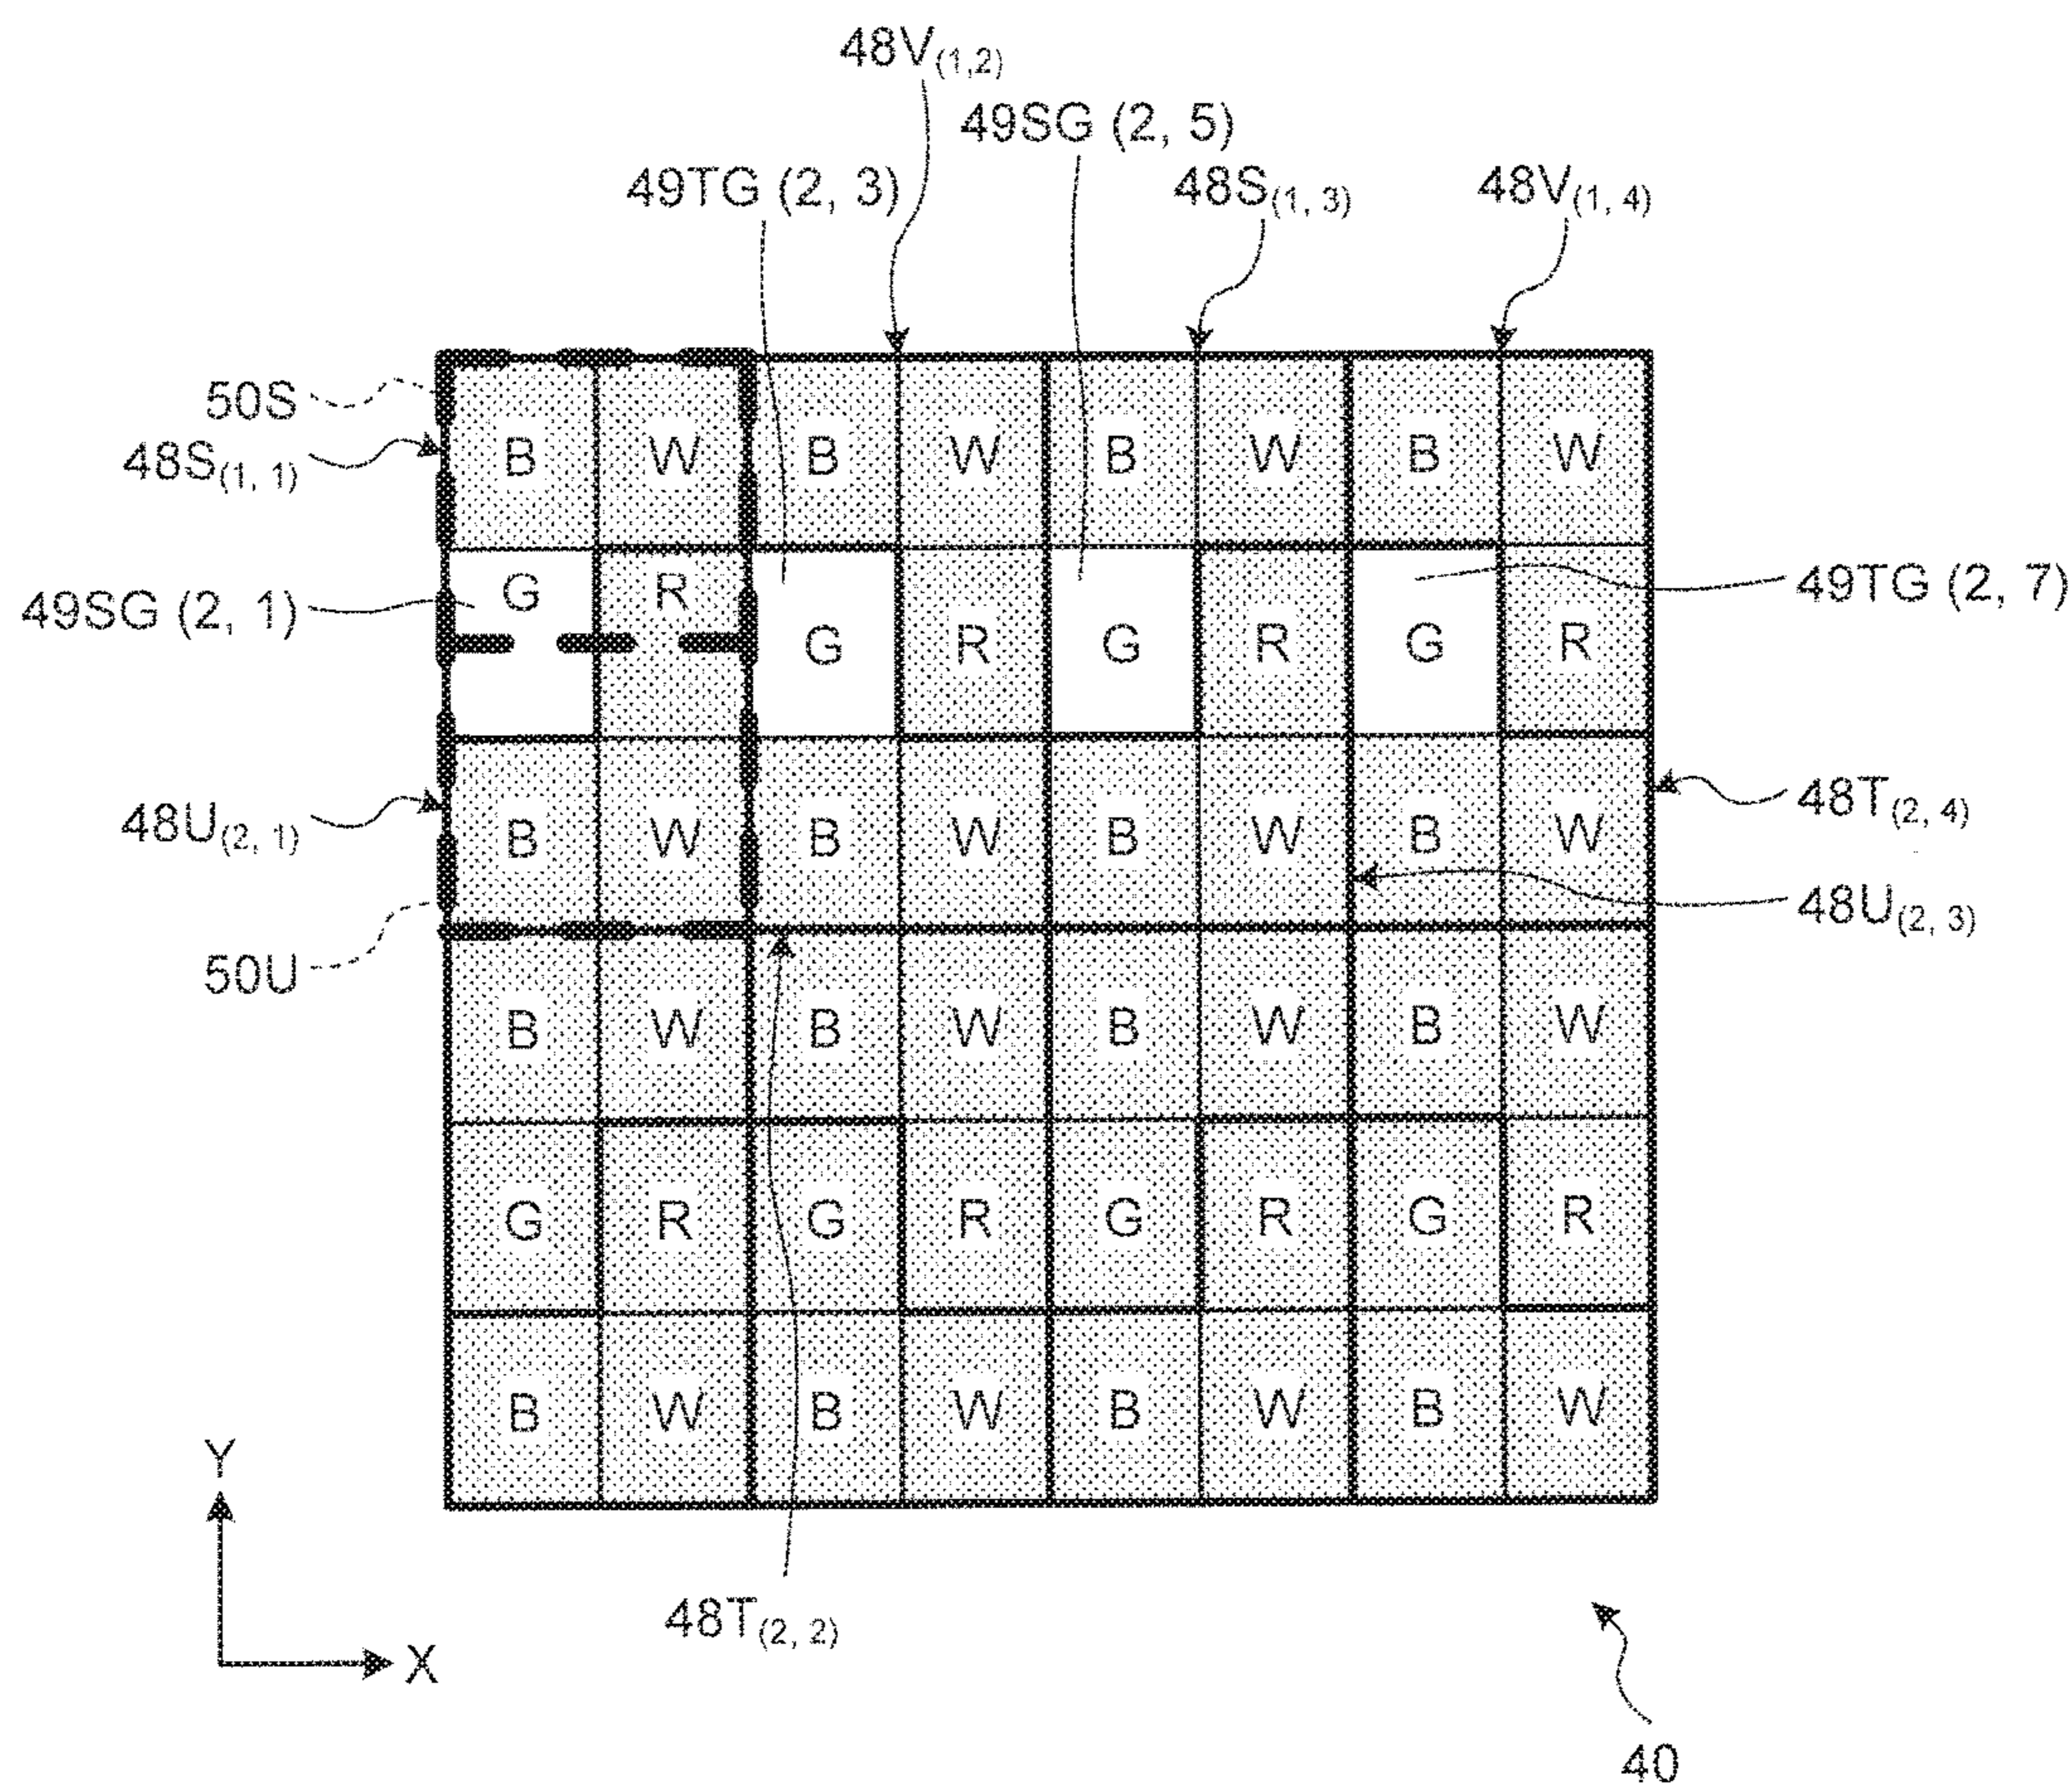 48V(1,2)
49SG (2, 5)
49TG (2, 3)
48S(1, 3)
48V(1, 4)
50S
48S(1, 1)
B W B W B W B W
49SG (2, 1)
G R G R G R G R
49TG (2, 7)
48U(2, 1)
B W B W B W B W
48T(2, 4)
48U(2, 3)
50U
B W B W B W B W
G R G R G R G R
B W B W B W B W
Y
X
48T(2, 2)
40